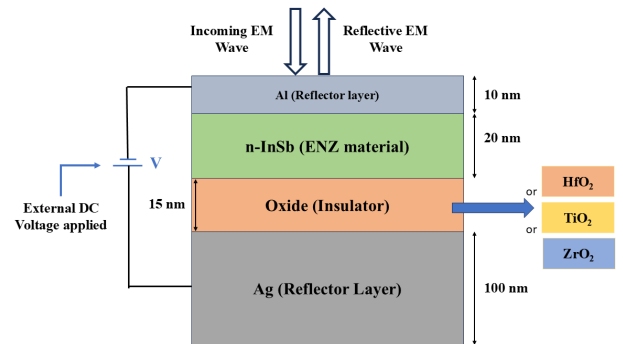 Incoming EM
Wave
Reflective EM
Wave
Al (Reflector layer)
10 nm
n-InSb (ENZ material)
20 nm
V
External DC
Voltage applied
15 nm
Oxide (Insulator)
or
HfO₂
TiO₂
or
ZrO₂
Ag (Reflector Layer)
100 nm